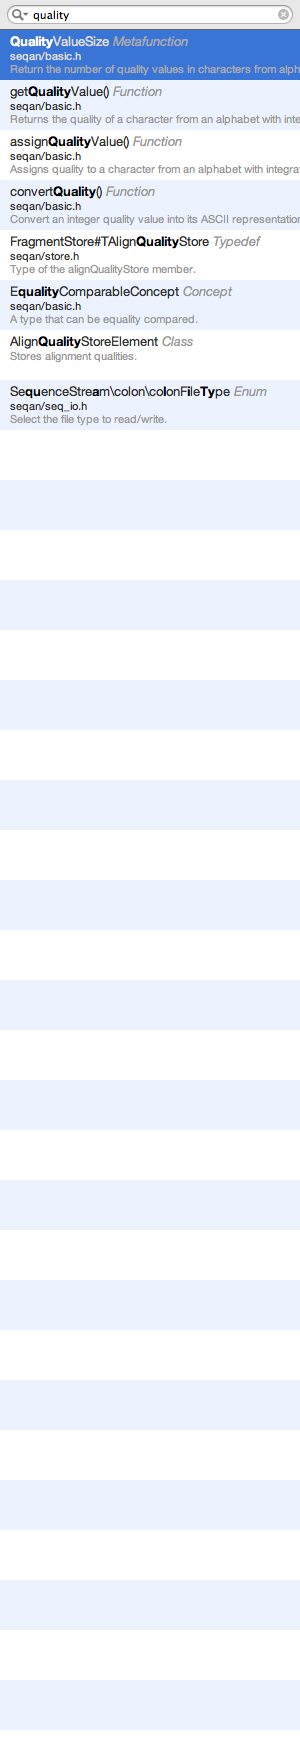 quality
QualityValueSize Metafunction
seqan/basic.h
Return the number of quality values in characters from alph
getQualityValue() Function
seqan/basic.h
Returns the quality of a character from an alphabet with inte
assignQualityValue() Function
seqan/basic.h
Assigns quality to a character from an alphabet with integrat
convertQuality() Function
seqan/basic.h
Convert an integer quality value into its ASCII representation
FragmentStore#TAlignQualityStore Typedef
seqan/store.h
Type of the alignQualityStore member.
EqualityComparableConcept Concept
seqan/basic.h
A type that can be equality compared.
AlignQualityStoreElement Class
Stores alignment qualities.
SequenceStream\colon\colonFileType Enum
seqan/seq_io.h
Select the file type to read/write.